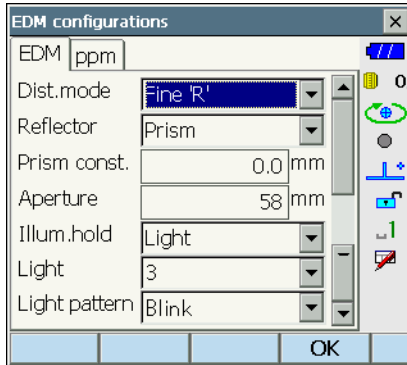 EDM configurations
EDM ppm
Dist.mode Fine 'R'
0
Reflector Prism
Prism const. 0.0 mm
Aperture 58 mm
Illum.hold Light
1
Light 3
Light pattern Blink
OK